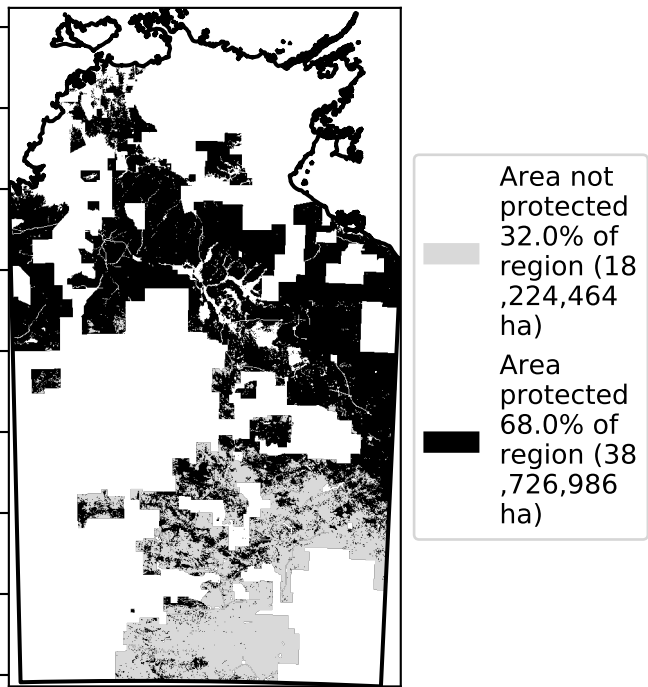 Area not
protected
32.0% of
region (18
,224,464
ha)
Area
protected
68.0% of
region (38
,726,986
ha)